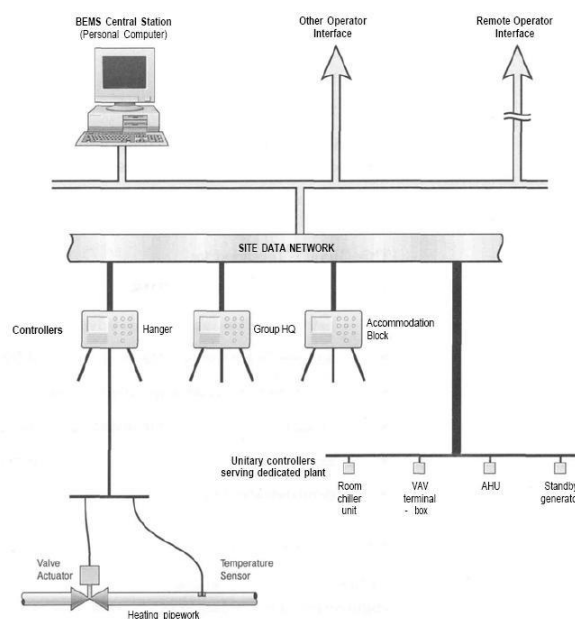 BEMS Central Station
(Personal Computer)
Other Operator
Interface
Remote Operator
Interface
SITE DATA NETWORK
Controllers
Hanger
Group HQ
Accommodation
Block
Unitary controllers
serving dedicated plant
Room
chiller
unit
VAV
terminal
- box
AHU
Standby
generator
Valve
Actuator
Temperature
Sensor
Heating pipework